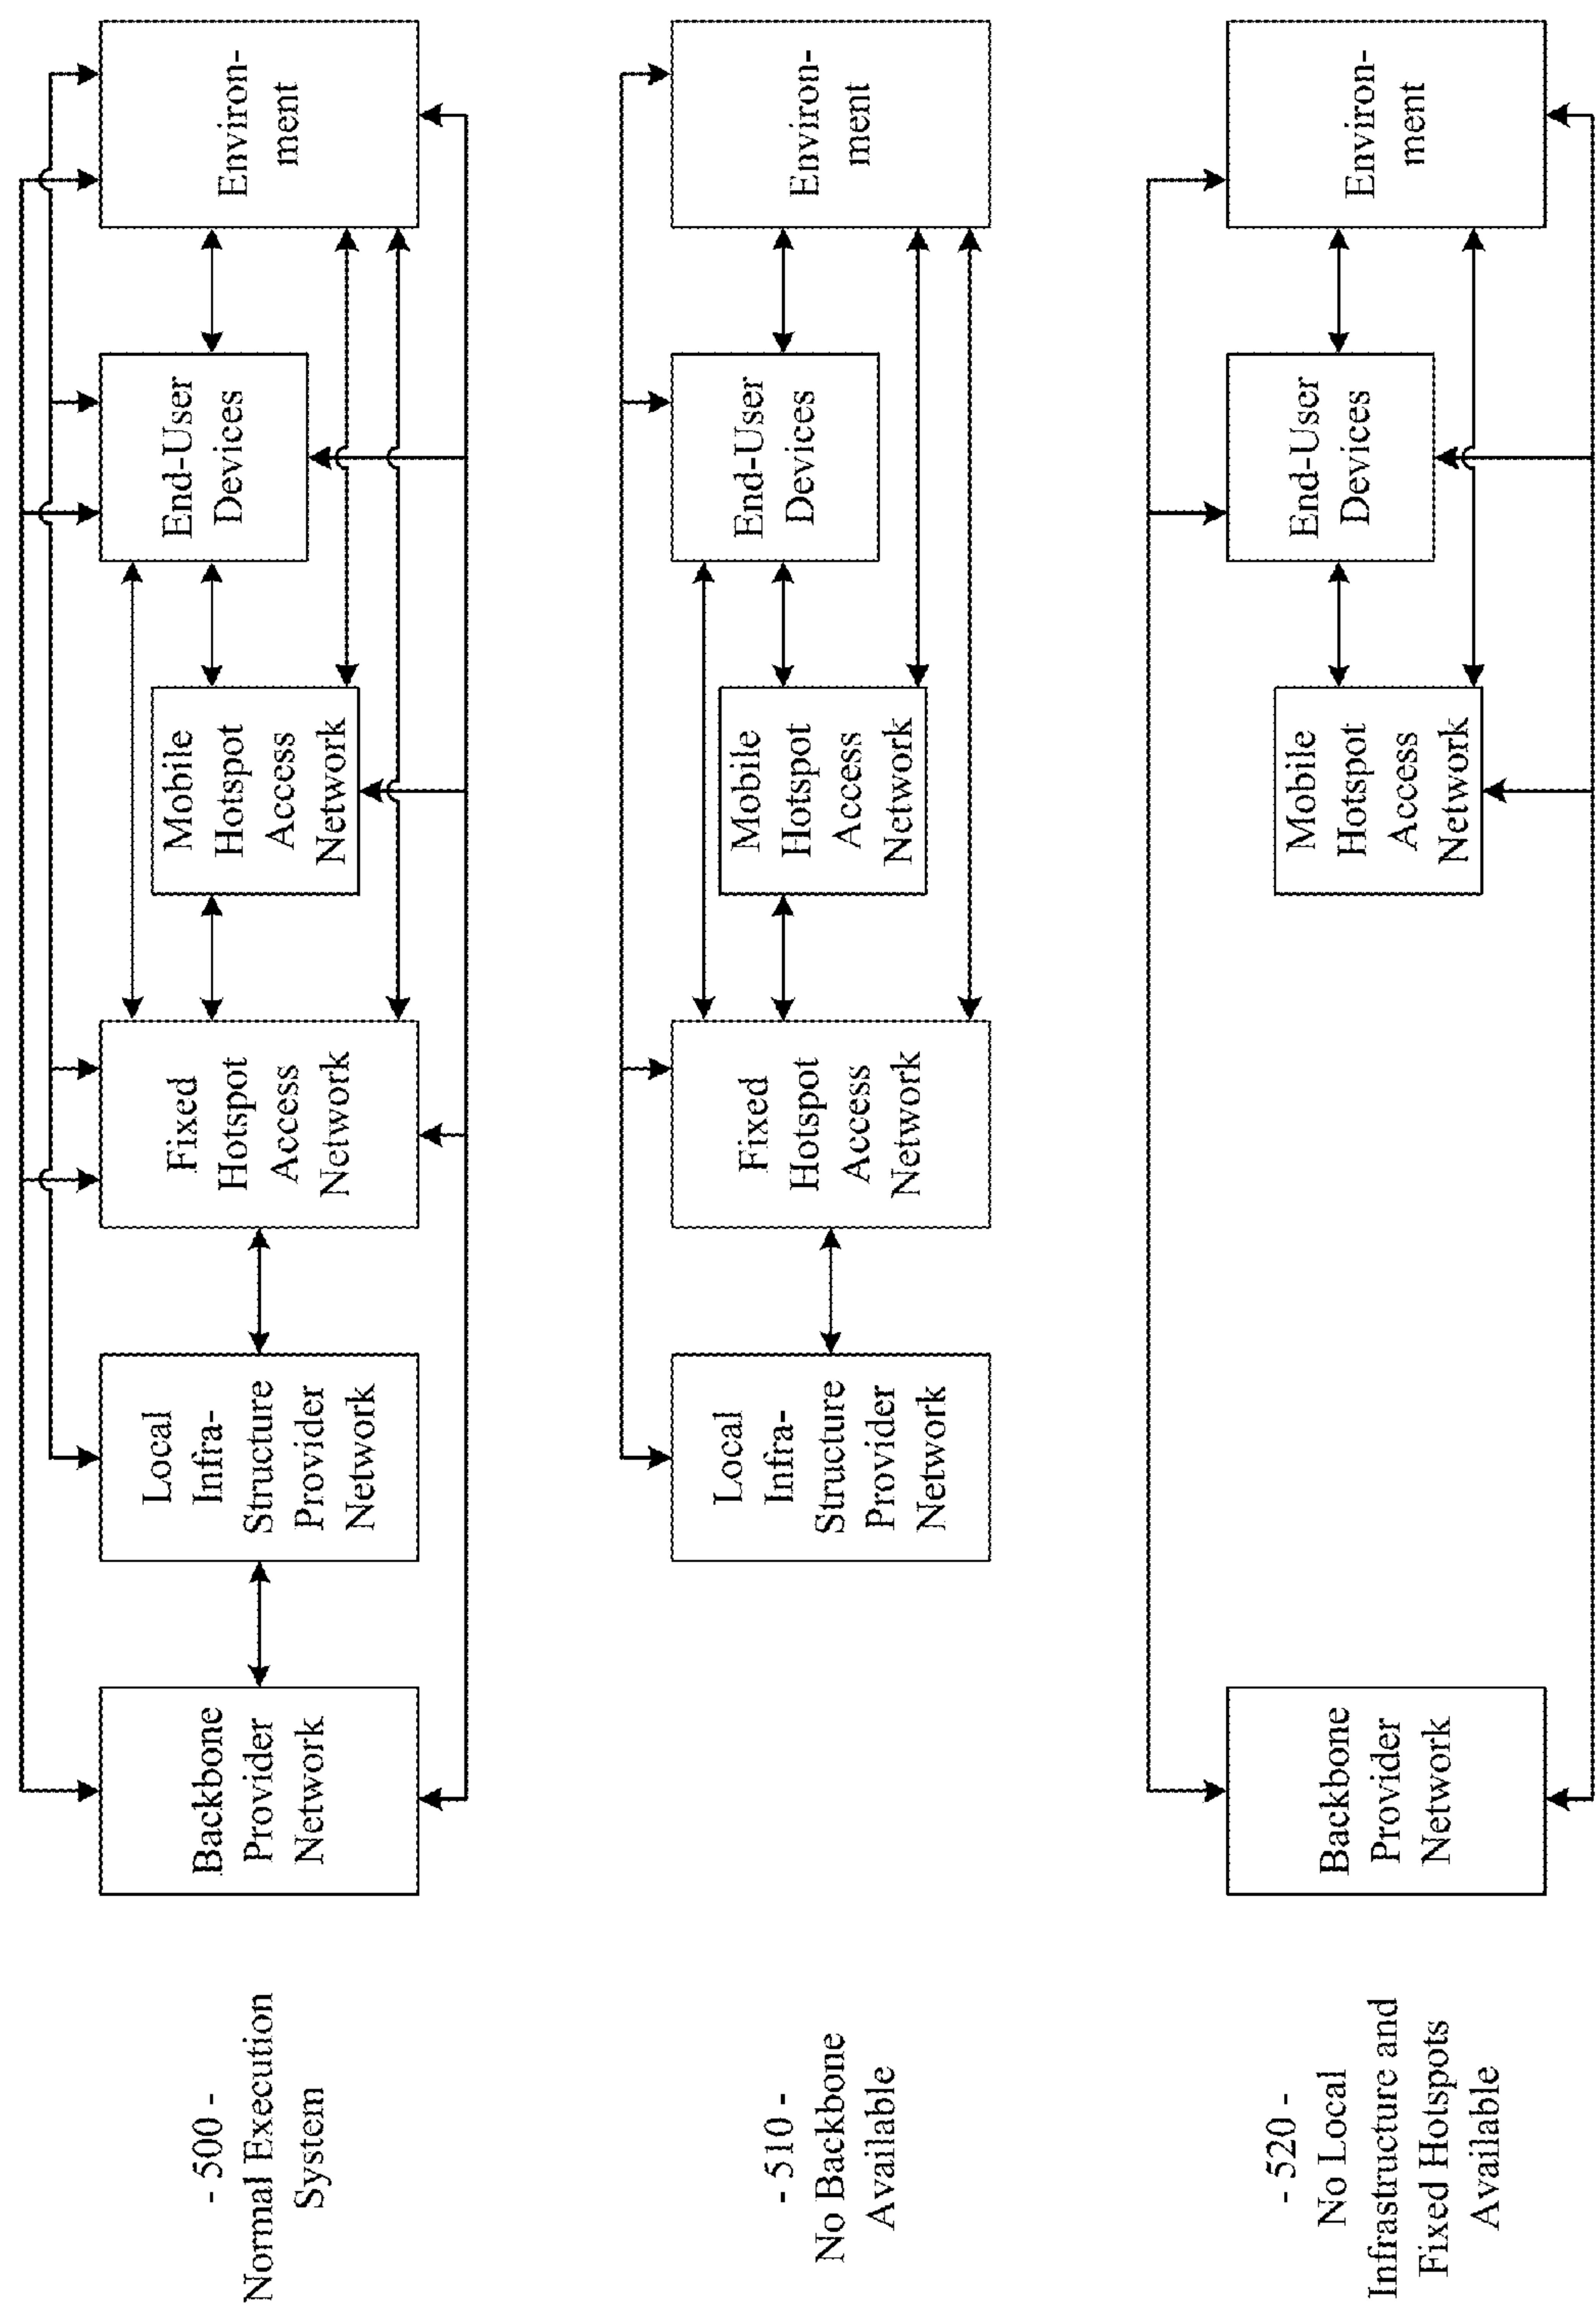 - 500 -
Normal Execution
System
Backbone
Provider
Network
Local
Infra-
Structure
Provider
Network
Fixed
Hotspot
Access
Network
Mobile
Hotspot
Access
Network
End-User
Devices
Environ-
ment
- 510 -
No Backbone
Available
Local
Infra-
Structure
Provider
Network
Fixed
Hotspot
Access
Network
Mobile
Hotspot
Access
Network
End-User
Devices
Environ-
ment
- 520 -
No Local
Infrastructure and
Fixed Hotspots
Available
Backbone
Provider
Network
Mobile
Hotspot
Access
Network
End-User
Devices
Environ-
ment